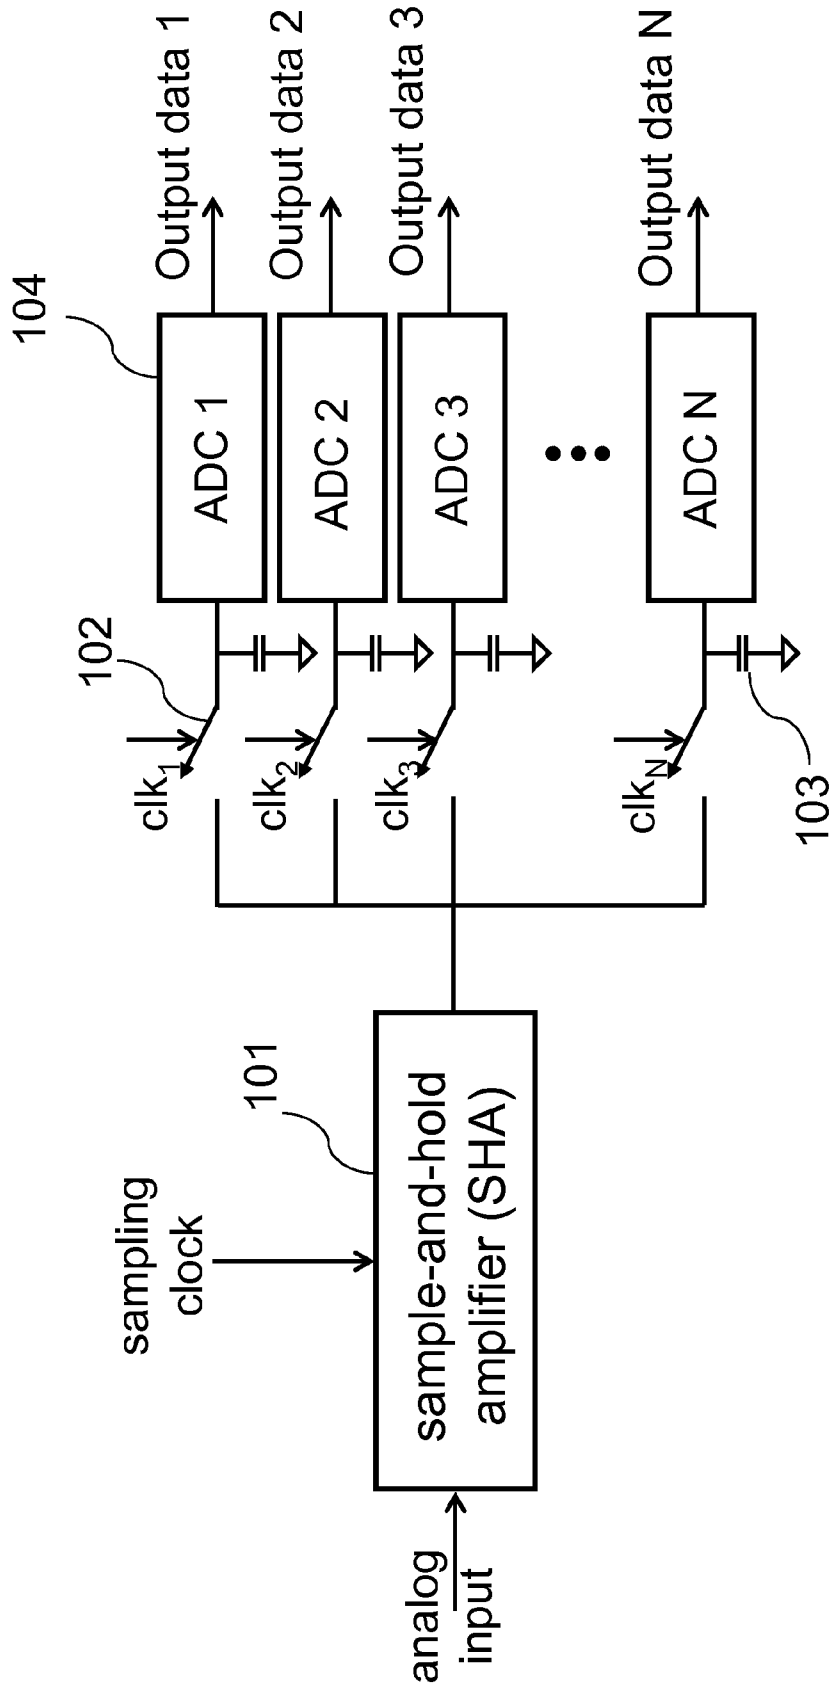 analog
input
sampling
clock
101
sample-and-hold
amplifier (SHA)
clk1
clk2
clk3
clkN
102
103
104
ADC 1
ADC 2
ADC 3
ADC N
Output data 1
Output data 2
Output data 3
Output data N